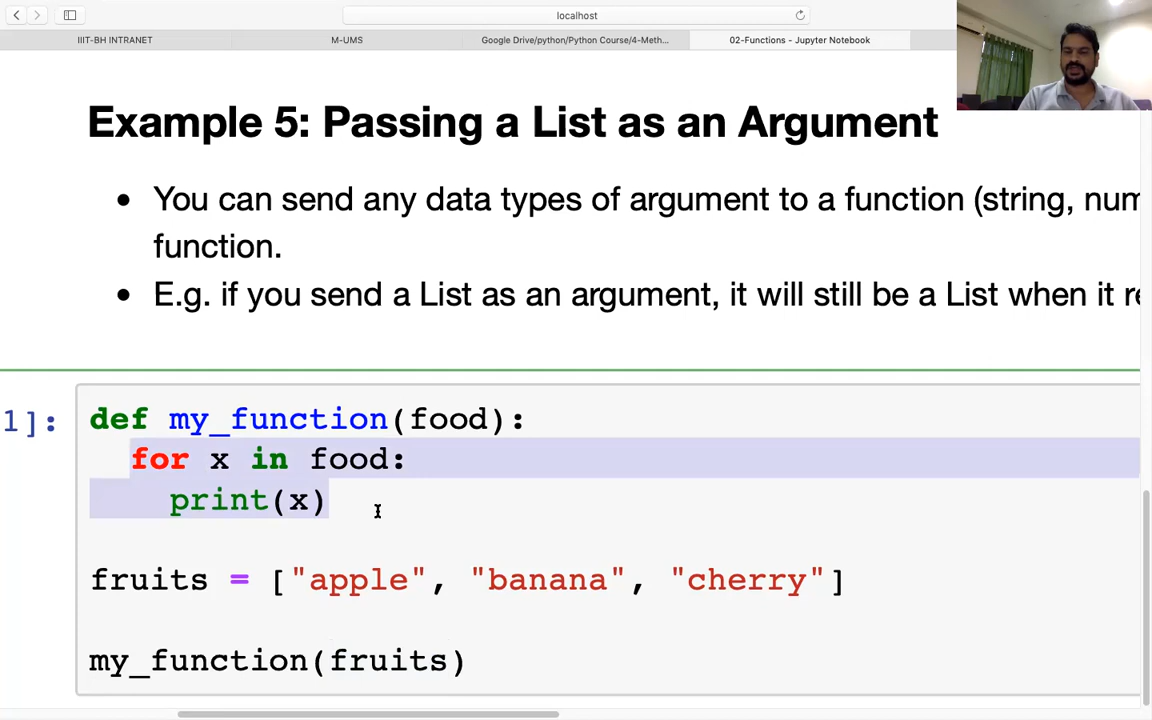 localhost
IIIT-BH INTRANET
M-UMS
Google Drive/python/Python Course/4-Meth...
02-Functions - Jupyter Notebook
Example 5: Passing a List as an Argument
• You can send any data types of argument to a function (string, num
function.
• E.g. if you send a List as an argument, it will still be a List when it re
1]:
def my_function(food):
for x in food:
print(x)
fruits = ["apple", "banana", "cherry"]
my_function(fruits)